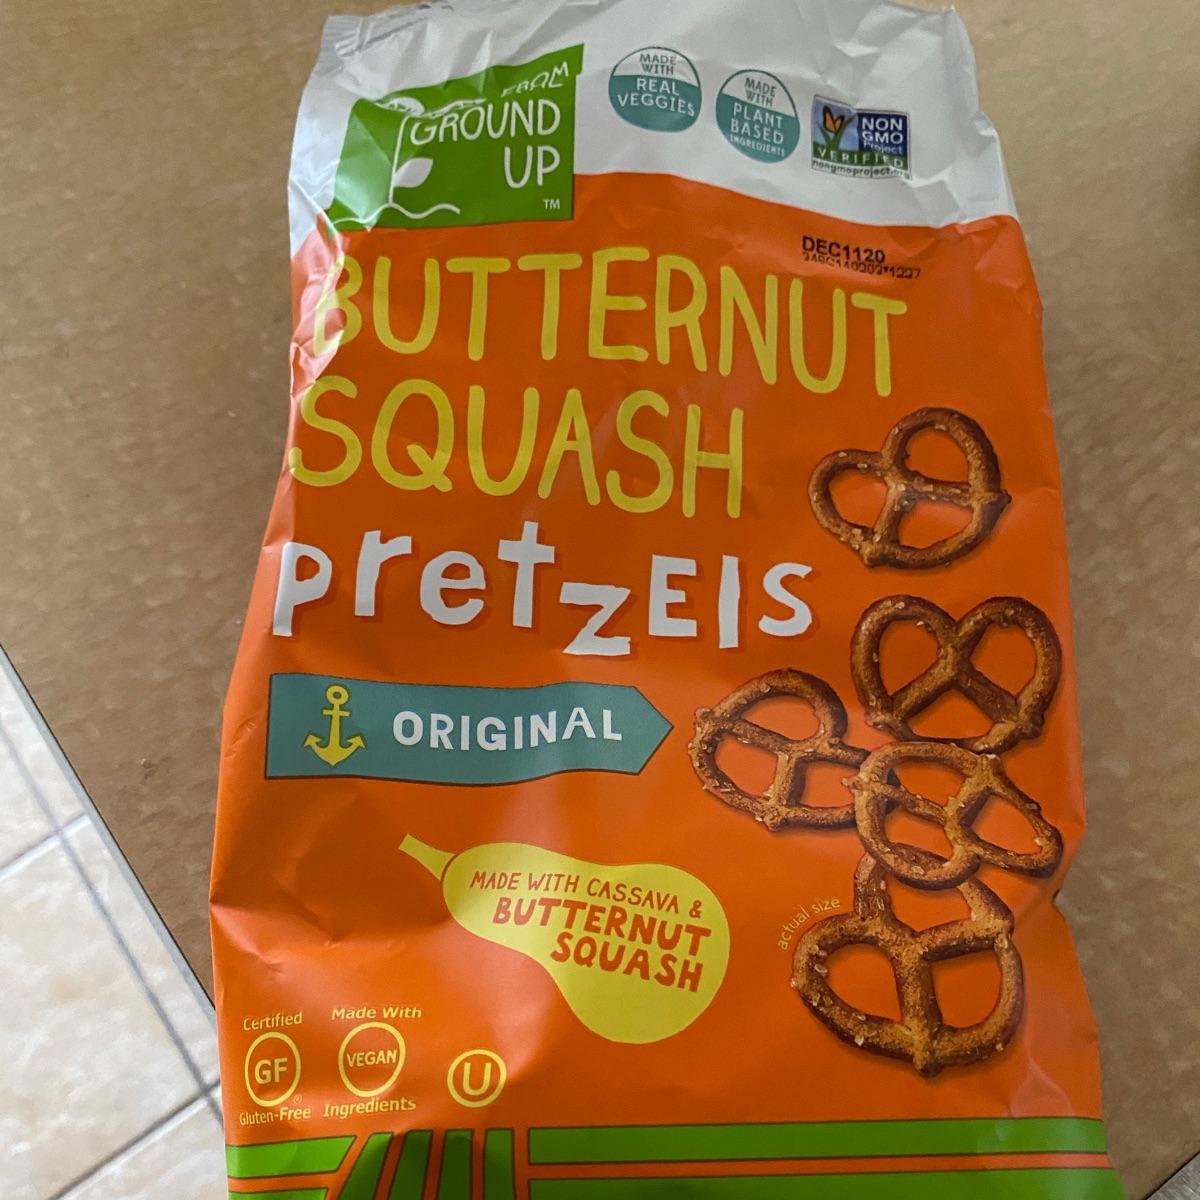 FROM
GROUND
UP
TM
MADE
WITH
REAL
VEGGIES
MADE
WITH
PLANT
BASED
INGREDIENTS
NON
GMO
Project
VERIFIED
nongmoproject.org
DEC1120
BUTTERNUT
SQUASH
pretzels
ORIGINAL
MADE WITH CASSAVA &
BUTTERNUT
SQUASH
actual size
Certified
GF
Gluten-Free
Made With
VEGAN
Ingredients
U